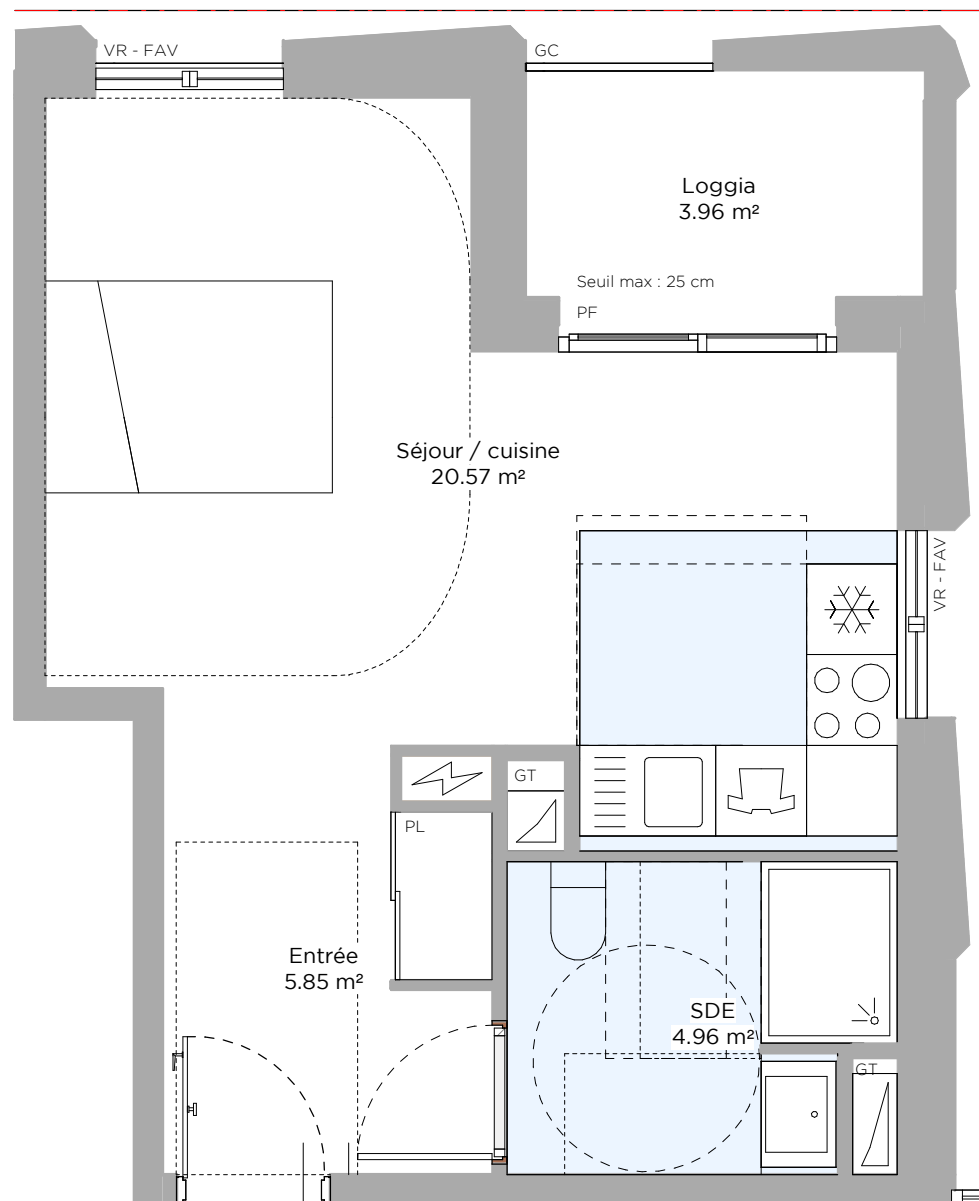 VR - FAV
GC
Loggia
3.96 m²
Seuil max : 25 cm
PF
Séjour / cuisine
20.57 m²
VR - FAV
GT
PL
Entrée
5.85 m²
SDE
4.96 m²
GT